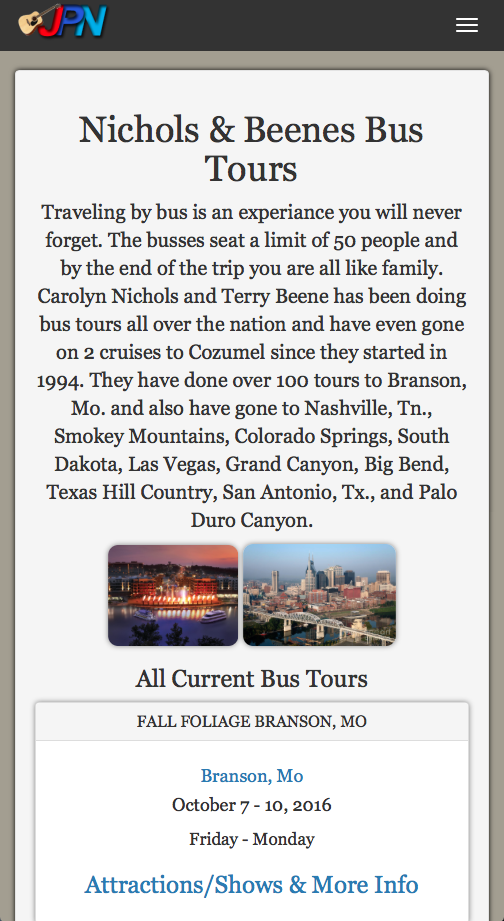 JPN
Nichols & Beenes Bus
Tours
Traveling by bus is an experiance you will never
forget. The busses seat a limit of 50 people and
by the end of the trip you are all like family.
Carolyn Nichols and Terry Beene has been doing
bus tours all over the nation and have even gone
on 2 cruises to Cozumel since they started in
1994. They have done over 100 tours to Branson,
Mo. and also have gone to Nashville, Tn.,
Smokey Mountains, Colorado Springs, South
Dakota, Las Vegas, Grand Canyon, Big Bend,
Texas Hill Country, San Antonio, Tx., and Palo
Duro Canyon.
All Current Bus Tours
FALL FOLIAGE BRANSON, MO
Branson, Mo
October 7 - 10, 2016
Friday - Monday
Attractions/Shows & More Info